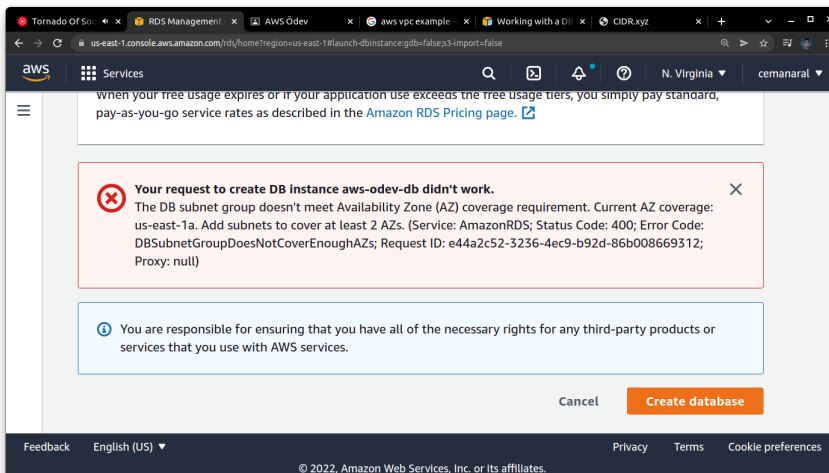 Tornado Of Sou
RDS Management
AWS Ödev
aws vpc example -
Working with a DB
CIDR.xyz
us-east-1.console.aws.amazon.com/rds/home?region=us-east-1#launch-dbinstance:gdb=false;s3-import=false
aws
Services
N. Virginia ▼
cemanaral ▼
When your free usage expires or if your application use exceeds the free usage tiers, you simply pay standard,
pay-as-you-go service rates as described in the Amazon RDS Pricing page.
Your request to create DB instance aws-odev-db didn't work.
The DB subnet group doesn't meet Availability Zone (AZ) coverage requirement. Current AZ coverage:
us-east-1a. Add subnets to cover at least 2 AZs. (Service: AmazonRDS; Status Code: 400; Error Code:
DBSubnetGroupDoesNotCoverEnoughAZs; Request ID: e44a2c52-3236-4ec9-b92d-86b008669312;
Proxy: null)
You are responsible for ensuring that you have all of the necessary rights for any third-party products or
services that you use with AWS services.
Cancel
Create database
Feedback
English (US) ▼
Privacy
Terms
Cookie preferences
© 2022, Amazon Web Services, Inc. or its affiliates.